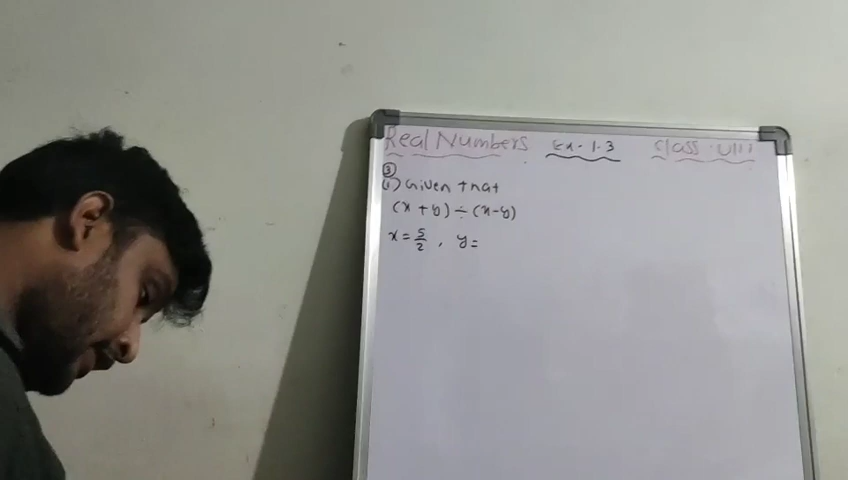 Real Numbers Ex-1.3 Class:VIII
③
(i) Given that
(x+y)÷(x-y)
x=5/2, y=